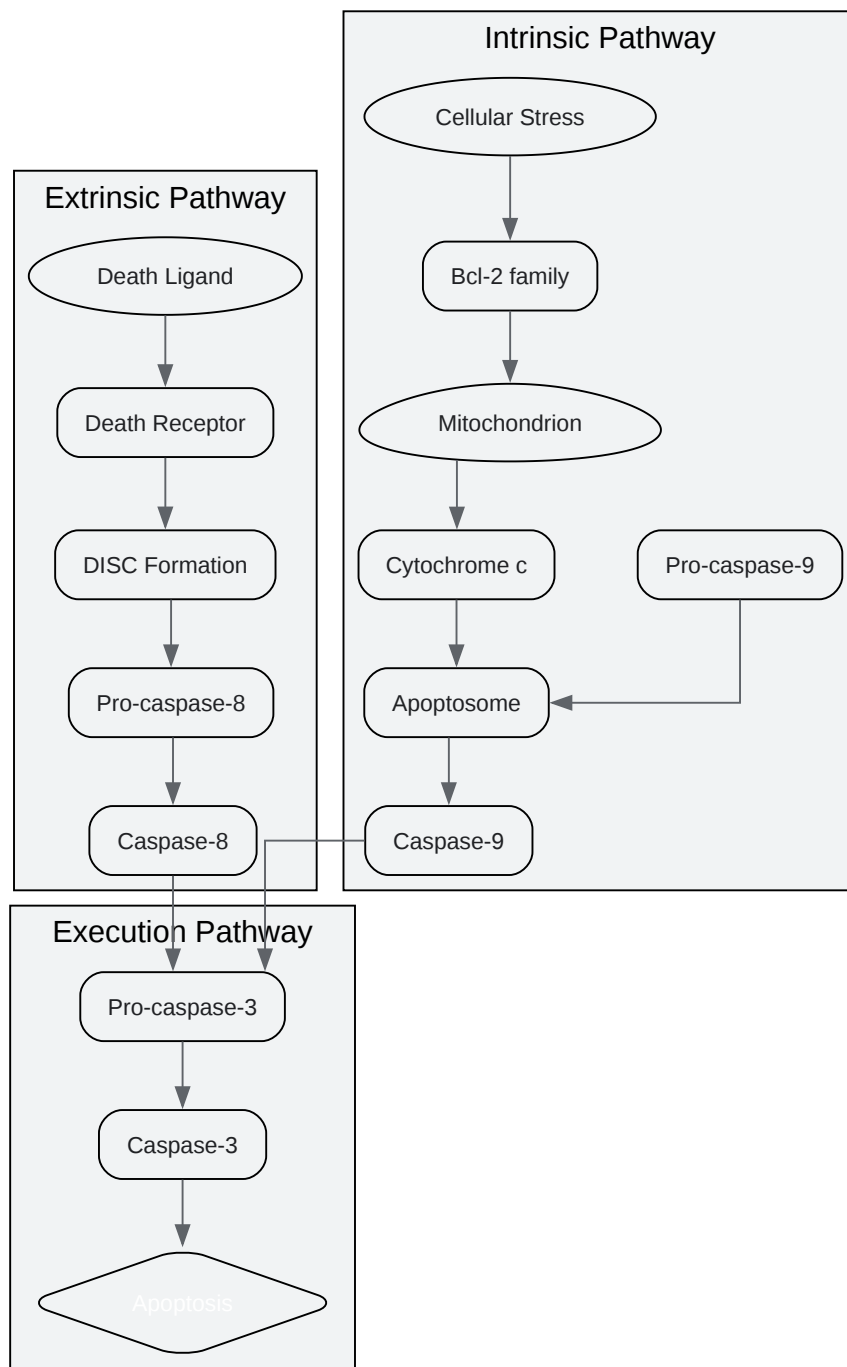 Extrinsic Pathway
Death Ligand
Death Receptor
DISC Formation
Pro-caspase-8
Caspase-8
Intrinsic Pathway
Cellular Stress
Bcl-2 family
Mitochondrion
Cytochrome c
Pro-caspase-9
Apoptosome
Caspase-9
Execution Pathway
Pro-caspase-3
Caspase-3
Apoptosis